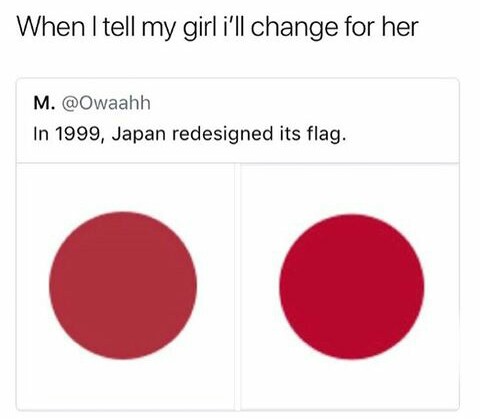 When I tell my girl i'll change for her
M. @Owaahh
In 1999, Japan redesigned its flag.